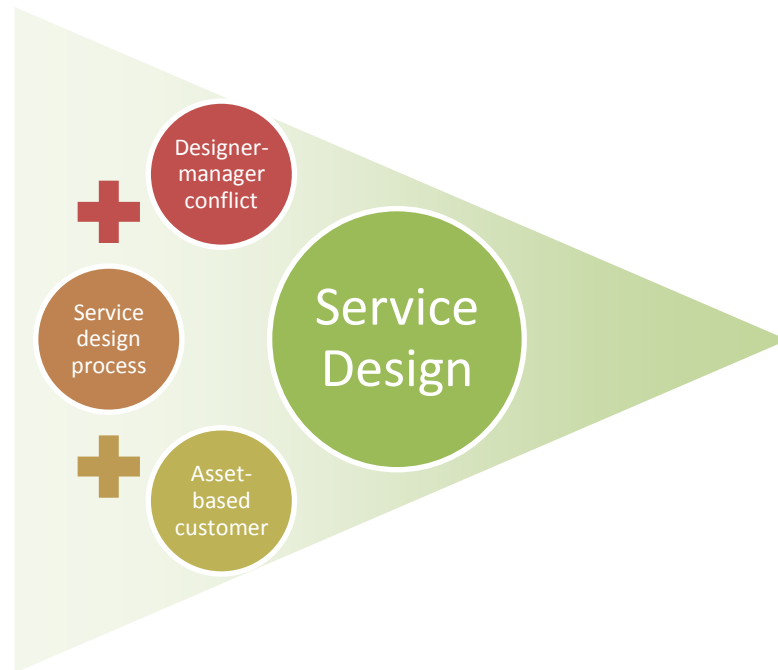 Designer-
manager
conflict
Service
design
process
Asset-
based
customer
Service
Design